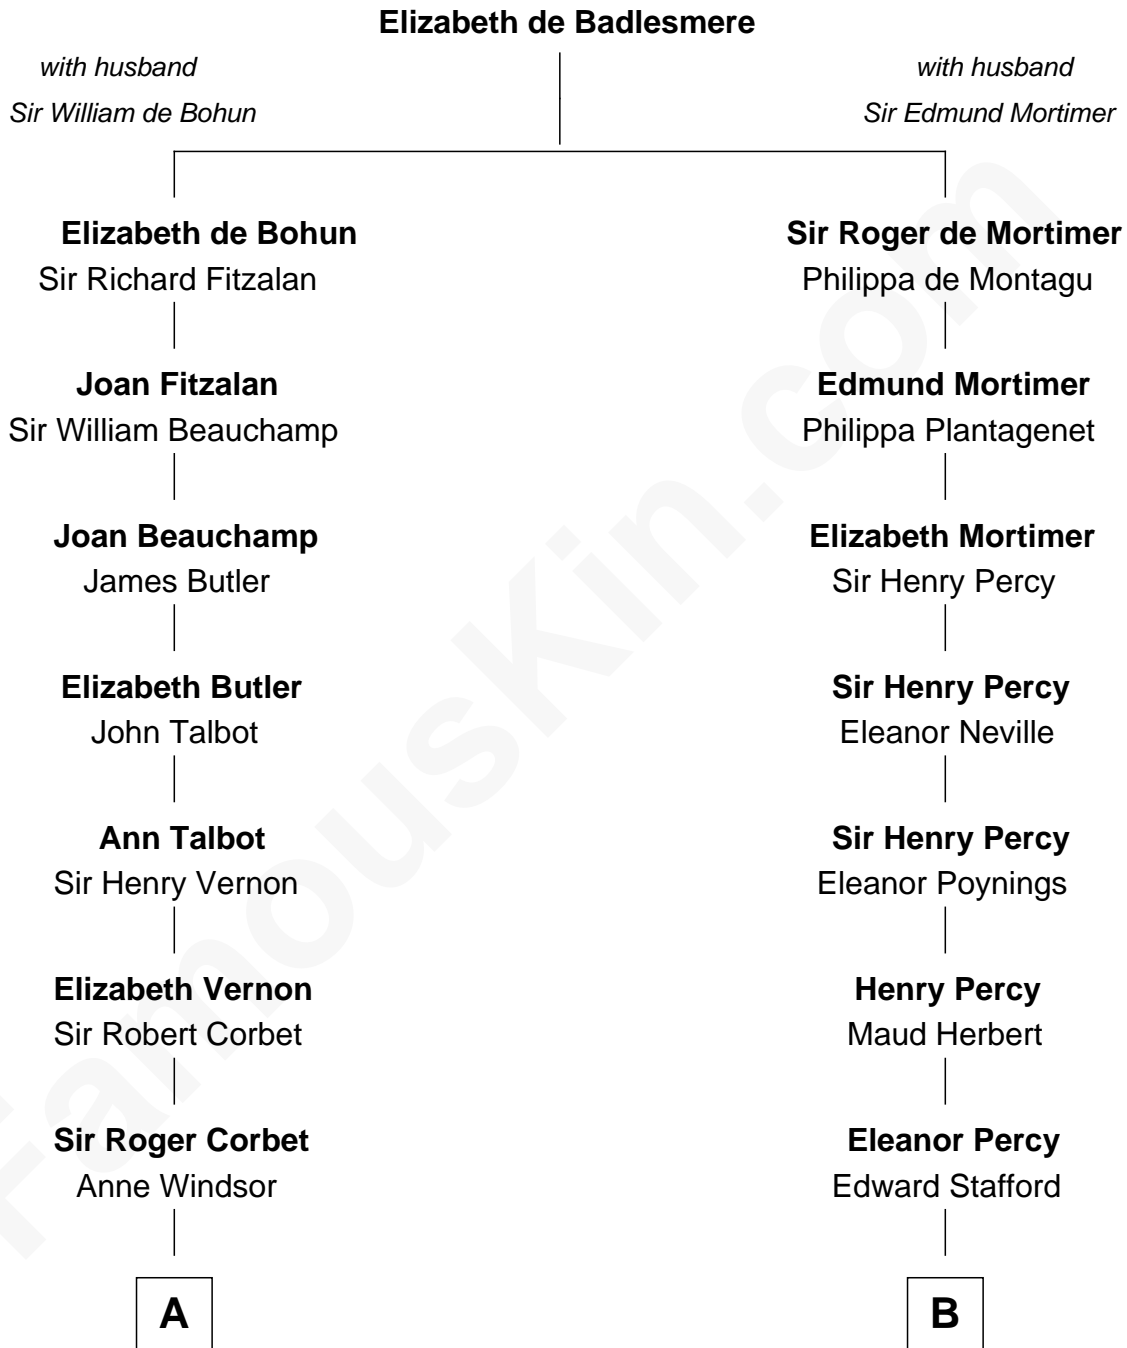 Elizabeth de Badlesmere
with husband
Sir William de Bohun
with husband
Sir Edmund Mortimer
Elizabeth de Bohun
Sir Richard Fitzalan
Joan Fitzalan
Sir William Beauchamp
Joan Beauchamp
James Butler
Elizabeth Butler
John Talbot
Ann Talbot
Sir Henry Vernon
Elizabeth Vernon
Sir Robert Corbet
Sir Roger Corbet
Anne Windsor
A
Sir Roger de Mortimer
Philippa de Montagu
Edmund Mortimer
Philippa Plantagenet
Elizabeth Mortimer
Sir Henry Percy
Sir Henry Percy
Eleanor Neville
Sir Henry Percy
Eleanor Poynings
Henry Percy
Maud Herbert
Eleanor Percy
Edward Stafford
B
FamousKin.com